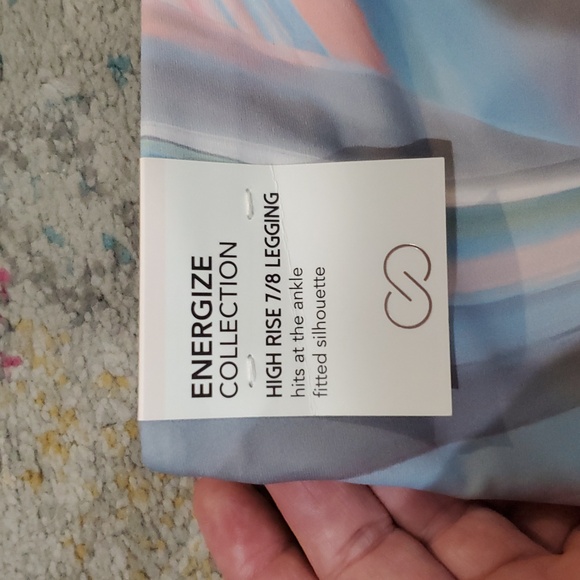 ENERGIZE
COLLECTION
HIGH RISE 7/8 LEGGING
hits at the ankle
fitted silhouette